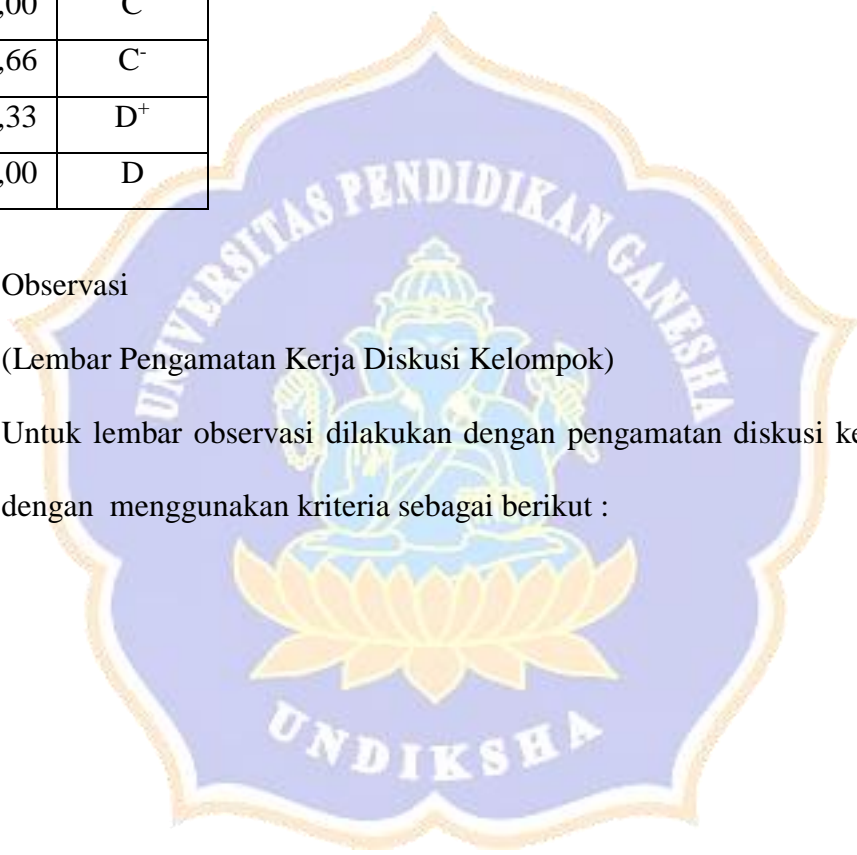 ,00 C
,66 C-
,33 D+
,00 D
UNIVERSITAS PENDIDIKAN GANESHA
Observasi
(Lembar Pengamatan Kerja Diskusi Kelompok)
Untuk lembar observasi dilakukan dengan pengamatan diskusi ke
dengan menggunakan kriteria sebagai berikut :
UNDIKSHA